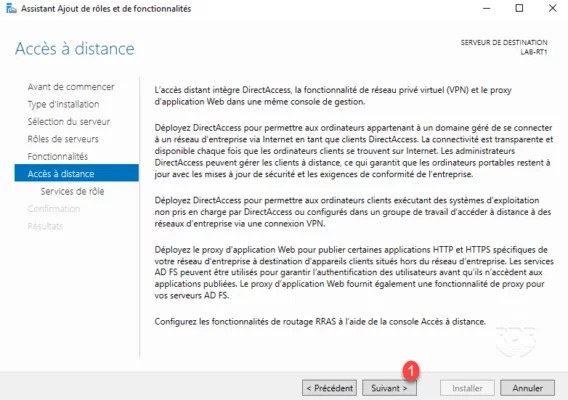 Assistant Ajout de rôles et de fonctionnalités
Accès à distance
SERVEUR DE DESTINATION
LAB-RT1
Avant de commencer
Type d'installation
Sélection du serveur
Rôles de serveurs
Fonctionnalités
Accès à distance
Services de rôle
Confirmation
Résultats
L'accès distant intègre DirectAccess, la fonctionnalité de réseau privé virtuel (VPN) et le proxy
d'application Web dans une même console de gestion.
Déployez DirectAccess pour permettre aux ordinateurs appartenant à un domaine géré de se connecter
à un réseau d'entreprise via Internet en tant que clients DirectAccess. La connectivité est transparente et
disponible chaque fois que les ordinateurs clients se trouvent sur Internet. Les administrateurs
DirectAccess peuvent gérer les clients à distance, ce qui garantit que les ordinateurs portables restent à
jour avec les mises à jour de sécurité et les exigences de conformité de l'entreprise.
Déployez DirectAccess pour permettre aux ordinateurs clients exécutant des systèmes d'exploitation
non pris en charge par DirectAccess ou configurés dans un groupe de travail d'accéder à distance à des
réseaux d'entreprise via une connexion VPN.
Déployez le proxy d'application Web pour publier certaines applications HTTP et HTTPS spécifiques de
votre réseau d'entreprise à destination d'appareils clients situés hors du réseau d'entreprise. Les services
AD FS peuvent être utilisés pour garantir l'authentification des utilisateurs avant qu'ils n'accèdent aux
applications publiées. Le proxy d'application Web fournit également une fonctionnalité de proxy pour
vos serveurs AD FS.
Configurez les fonctionnalités de routage RRAS à l'aide de la console Accès à distance.
1
< Précédent
Suivant >
Installer
Annuler